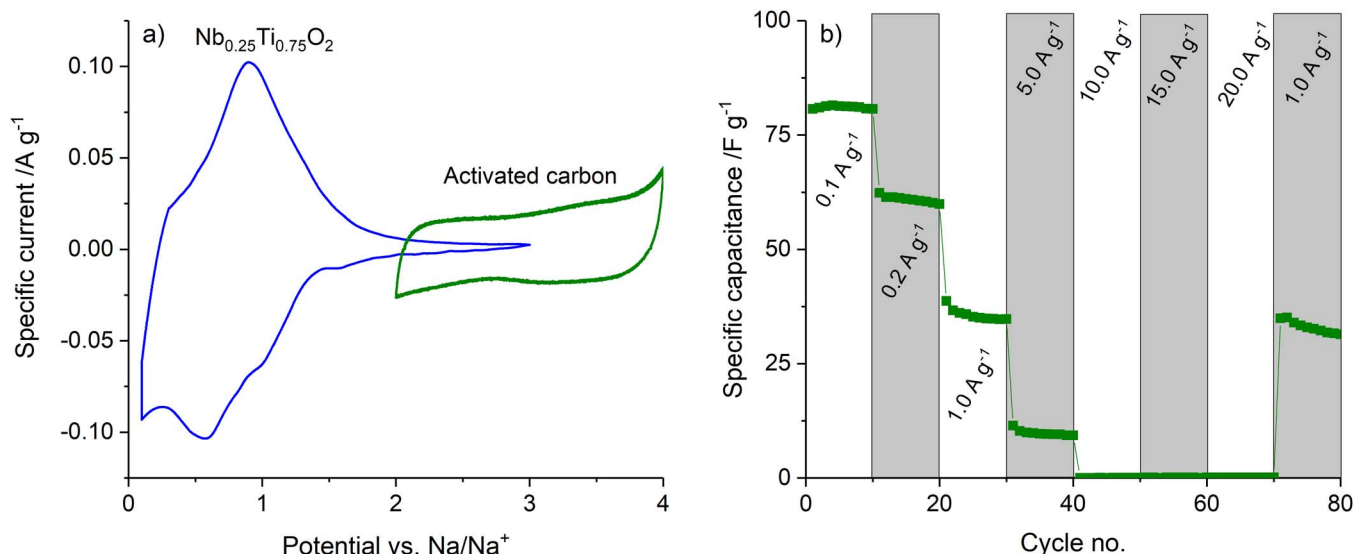 a)
Nb₀.₂₅Ti₀.₇₅O₂
Activated carbon
0.10
0.05
0.00
-0.05
-0.10
Specific current /A g⁻¹
0
1
2
3
4
Potential vs. Na/Na⁺
b)
0.1 A g⁻¹
0.2 A g⁻¹
1.0 A g⁻¹
5.0 A g⁻¹
10.0 A g⁻¹
15.0 A g⁻¹
20.0 A g⁻¹
1.0 A g⁻¹
100
75
50
25
0
Specific capacitance /F g⁻¹
0
20
40
60
80
Cycle no.